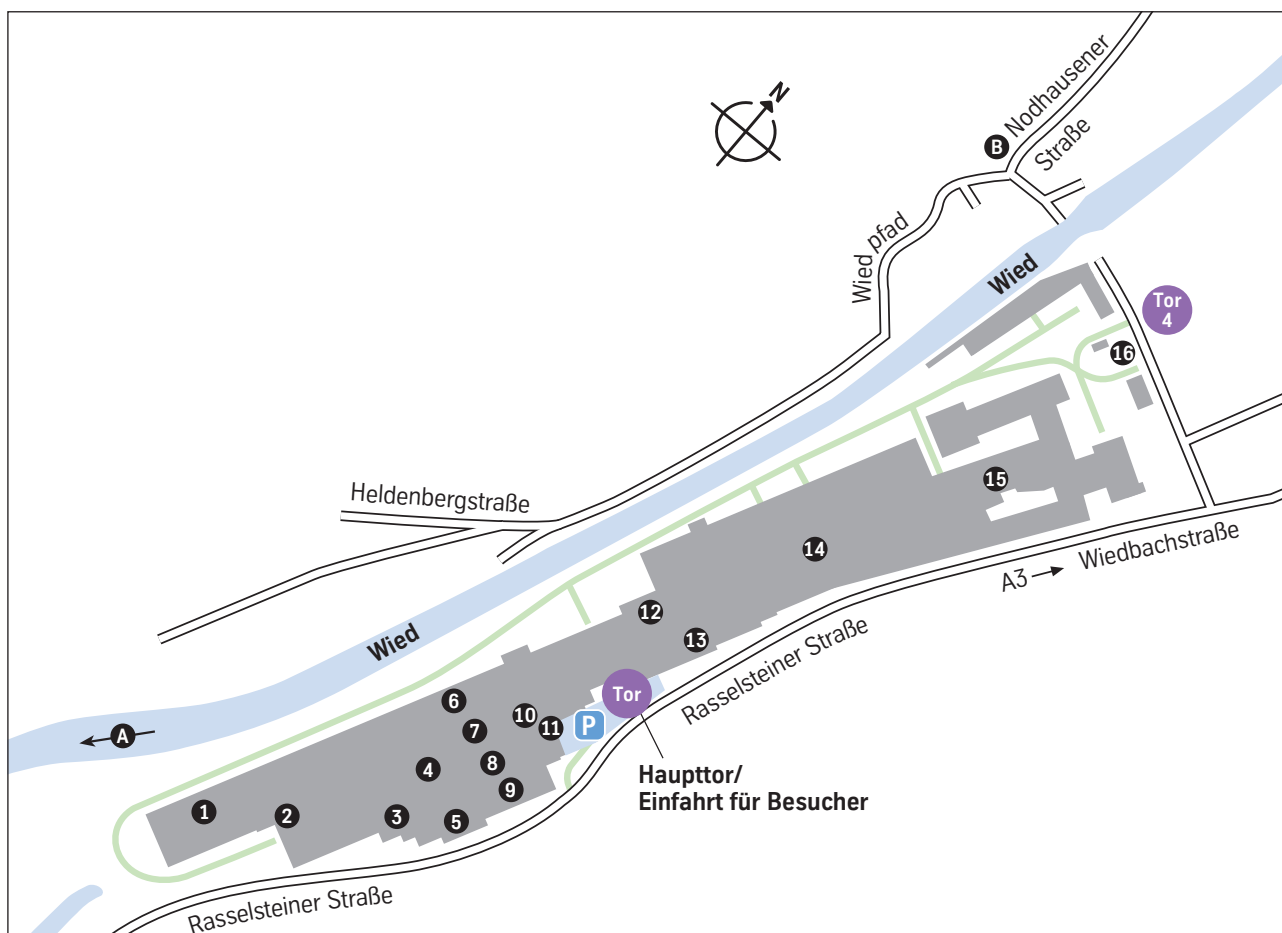 N
B
Nodhausener
Straße
Wied pfad
Wied
Tor
4
16
Heldenbergstraße
15
14
A3
Wiedbachstraße
12
13
Wied
Rasselsteiner Straße
6
Tor
10
11
P
7
A
8
4
Haupttor/
Einfahrt für Besucher
9
1
2
3
5
Rasselsteiner Straße